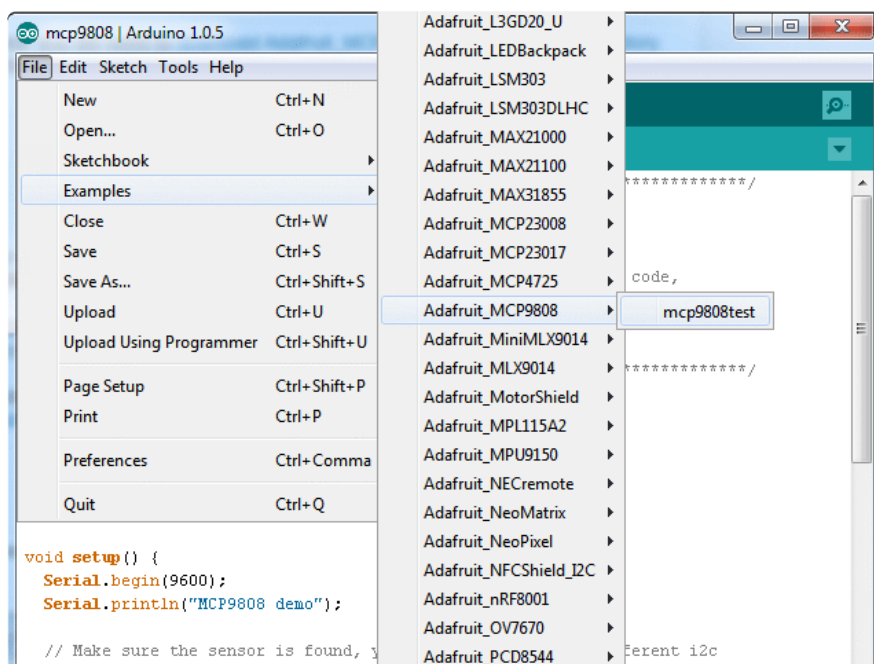 mcp9808 | Arduino 1.0.5
File Edit Sketch Tools Help
New Ctrl+N
Open... Ctrl+O
Sketchbook
Examples
Close Ctrl+W
Save Ctrl+S
Save As... Ctrl+Shift+S
Upload Ctrl+U
Upload Using Programmer Ctrl+Shift+U
Page Setup Ctrl+Shift+P
Print Ctrl+P
Preferences Ctrl+Comma
Quit Ctrl+Q
Adafruit_L3GD20_U
Adafruit_LEDBackpack
Adafruit_LSM303
Adafruit_LSM303DLHC
Adafruit_MAX21000
Adafruit_MAX21100
Adafruit_MAX31855
Adafruit_MCP23008
Adafruit_MCP23017
Adafruit_MCP4725
Adafruit_MCP9808
Adafruit_MiniMLX9014
Adafruit_MLX9014
Adafruit_MotorShield
Adafruit_MPL115A2
Adafruit_MPU9150
Adafruit_NECremote
Adafruit_NeoMatrix
Adafruit_NeoPixel
Adafruit_NFCShield_I2C
Adafruit_nRF8001
Adafruit_OV7670
Adafruit_PCD8544
mcp9808test
*************/
code,
*************/
void setup() {
Serial.begin(9600);
Serial.println("MCP9808 demo");
// Make sure the sensor is found, ferent i2c